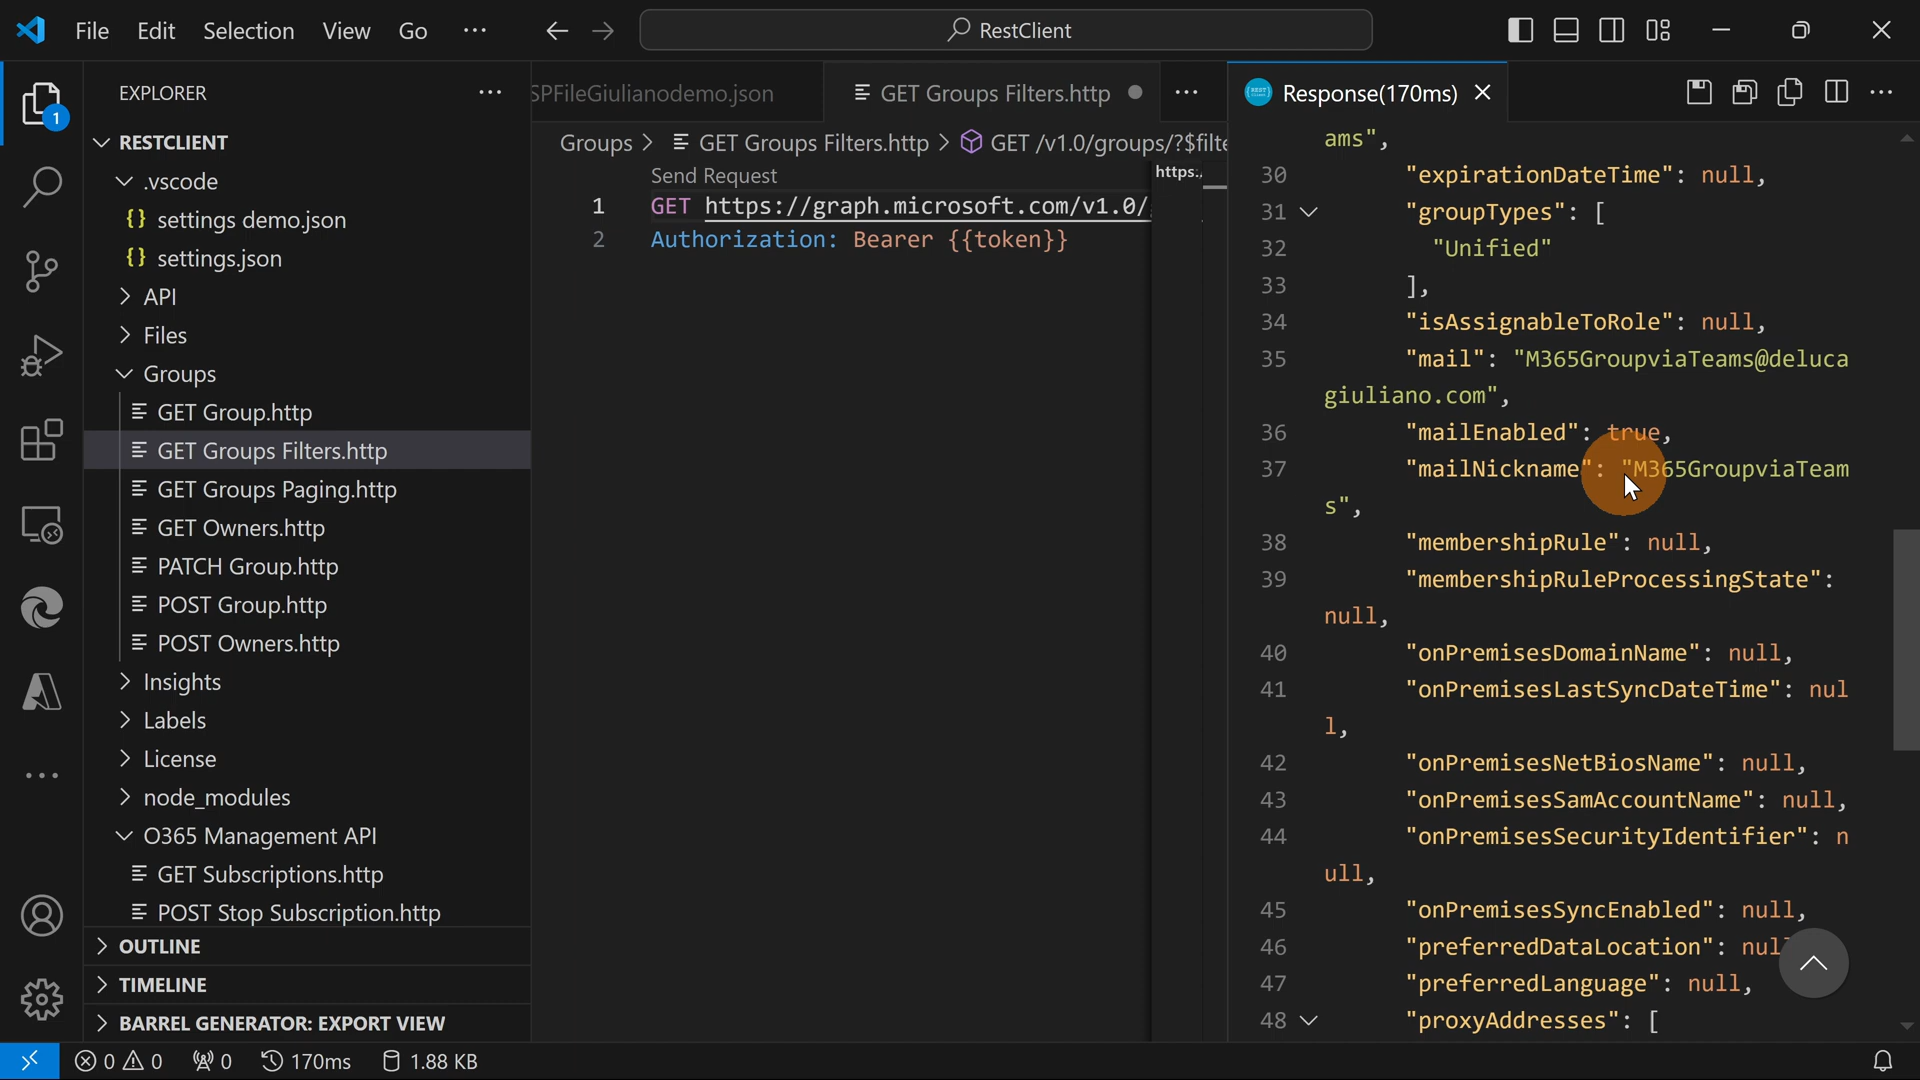 File Edit Selection View Go ···
RestClient
EXPLORER
RESTCLIENT
.vscode
{} settings demo.json
{} settings.json
API
Files
Groups
GET Group.http
GET Groups Filters.http
GET Groups Paging.http
GET Owners.http
PATCH Group.http
POST Group.http
POST Owners.http
Insights
Labels
License
node_modules
O365 Management API
GET Subscriptions.http
POST Stop Subscription.http
OUTLINE
TIMELINE
BARREL GENERATOR: EXPORT VIEW
1
SPFileGiulianodemo.json
GET Groups Filters.http
Groups > GET Groups Filters.http > GET /v1.0/groups/?$filte
Send Request
1 GET https://graph.microsoft.com/v1.0/
2 Authorization: Bearer {{token}}
https:
Response(170ms)
ams",
30 "expirationDateTime": null,
31 "groupTypes": [
32 "Unified"
33 ],
34 "isAssignableToRole": null,
35 "mail": "M365GroupviaTeams@deluca
giuliano.com",
36 "mailEnabled": true,
37 "mailNickname": "M365GroupviaTeam
s",
38 "membershipRule": null,
39 "membershipRuleProcessingState":
null,
40 "onPremisesDomainName": null,
41 "onPremisesLastSyncDateTime": nul
l,
42 "onPremisesNetBiosName": null,
43 "onPremisesSamAccountName": null,
44 "onPremisesSecurityIdentifier": n
ull,
45 "onPremisesSyncEnabled": null,
46 "preferredDataLocation": null
47 "preferredLanguage": null,
48 "proxyAddresses": [
0 0 0 170ms 1.88 KB